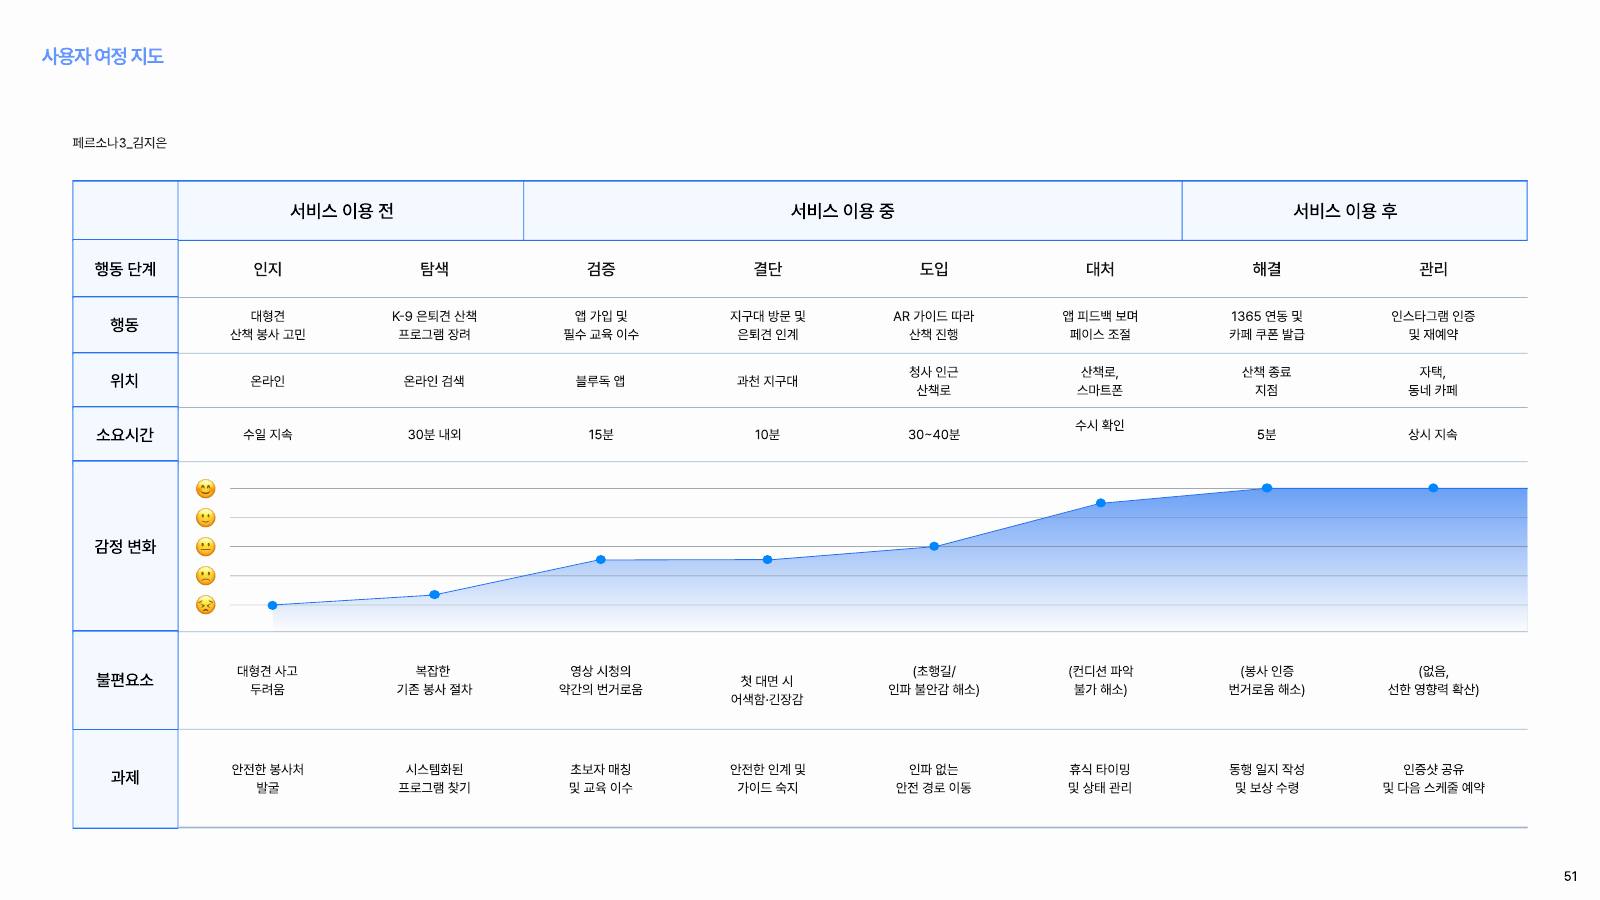 사용자 여정 지도
페르소나3_김지은
서비스 이용 전
서비스 이용 중
서비스 이용 후
행동 단계
인지
탐색
검증
결단
도입
대처
해결
관리
행동
대형견
산책 봉사 고민
K-9 은퇴견 산책
프로그램 장려
앱 가입 및
필수 교육 이수
지구대 방문 및
은퇴견 인계
AR 가이드 따라
산책 진행
앱 피드백 보며
페이스 조절
1365 연동 및
카페 쿠폰 발급
인스타그램 인증
및 재예약
위치
온라인
온라인 검색
블루독 앱
과천 지구대
청사 인근
산책로
산책로,
스마트폰
산책 종료
지점
자택,
동네 카페
소요시간
수일 지속
30분 내외
15분
10분
30~40분
수시 확인
5분
상시 지속
감정 변화
불편요소
대형견 사고
두려움
복잡한
기존 봉사 절차
영상 시청의
약간의 번거로움
첫 대면 시
어색함·긴장감
(초행길/
인파 불안감 해소)
(컨디션 파악
불가 해소)
(봉사 인증
번거로움 해소)
(없음,
선한 영향력 확산)
과제
안전한 봉사처
발굴
시스템화된
프로그램 찾기
초보자 매칭
및 교육 이수
안전한 인계 및
가이드 숙지
인파 없는
안전 경로 이동
휴식 타이밍
및 상태 관리
동행 일지 작성
및 보상 수령
인증샷 공유
및 다음 스케줄 예약
51